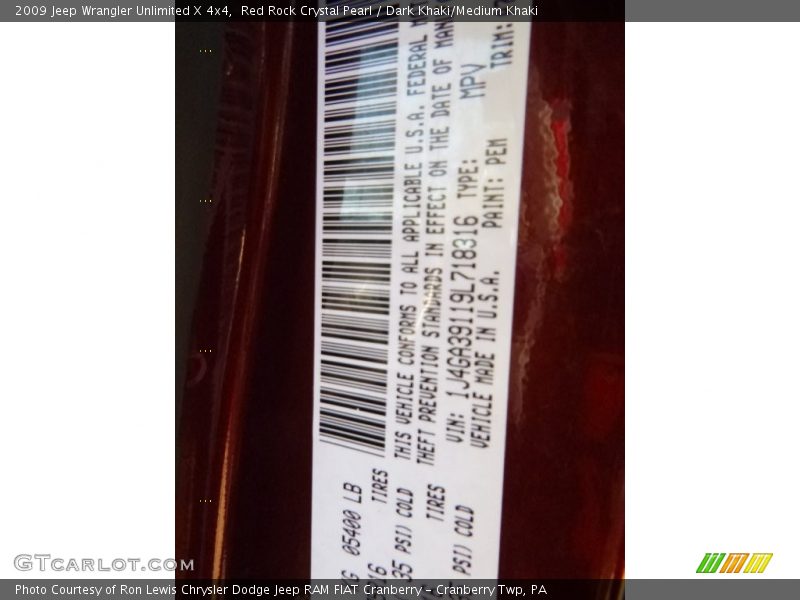 2009 Jeep Wrangler Unlimited X 4x4, Red Rock Crystal Pearl / Dark Khaki/Medium Khaki
THIS VEHICLE CONFORMS TO ALL APPLICABLE U.S.A. FEDERAL
THEFT PREVENTION STANDARDS IN EFFECT ON THE DATE OF
VIN: 1J4GA39119L718316 TYPE: MPV
VEHICLE MADE IN U.S.A. PAINT: PEM TRIM:
05400 LB
TIRES
35 PSI) COLD
TIRES
PSI) COLD
GTCARLOT.COM
Photo Courtesy of Ron Lewis Chrysler Dodge Jeep RAM FIAT Cranberry – Cranberry Twp, PA